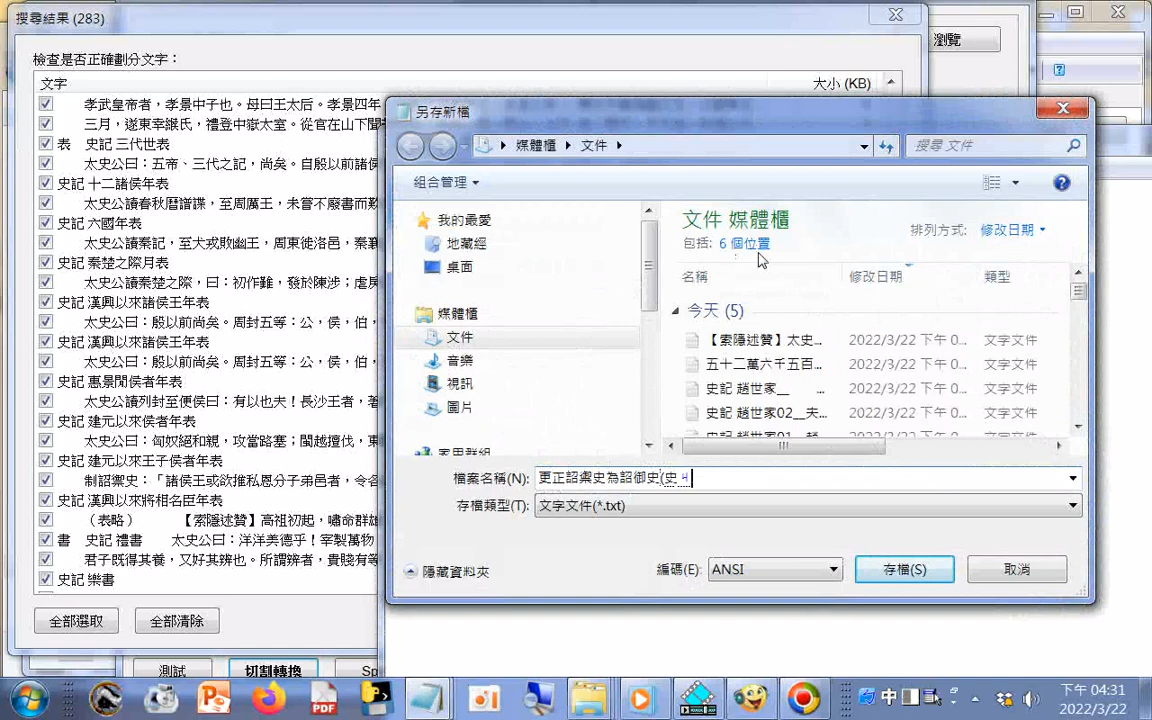 搜尋結果 (283)
瀏覽
檢查是否正確劃分文字：
文字
大小 (KB)
孝武皇帝者，孝景中子也。母曰王太后。孝景四年
三月，遂東幸緱氏，禮登中嶽太室。從官在山下聞
表　史記 三代世表
太史公曰：五帝、三代之記，尚矣。自殷以前諸侯
史記 十二諸侯年表
太史公讀春秋曆譜諜，至周厲王，未嘗不廢書而
史記 六國年表
太史公讀秦記，至犬戎敗幽王，周東徙洛邑，秦襄
史記 秦楚之際月表
太史公讀秦楚之際，曰：初作難，發於陳涉；虐戾
史記 漢興以來諸侯王年表
太史公曰：殷以前尚矣。周封五等：公，侯，伯，
史記 漢興以來諸侯王年表
太史公曰：殷以前尚矣。周封五等：公，侯，伯，
史記 惠景閒侯者年表
太史公讀列封至便侯曰：有以也夫！長沙王者，著
史記 建元以來侯者年表
太史公曰：匈奴絕和親，攻當路塞；閩越擅伐，東
史記 建元以來王子侯者年表
制詔御史：「諸侯王或欲推私恩分子弟邑者，令各
史記 漢興以來將相名臣年表
（表略）　【索隱述贊】高祖初起，嘯命群雄
書　史記 禮書　太史公曰：洋洋美德乎！宰製萬物
君子既得其養，又好其辨也。所謂辨者，貴賤有等
史記 樂書
全部選取
全部清除
測試
切割轉換
另存新檔
媒體櫃
文件
搜尋 文件
組合管理
我的最愛
地藏經
桌面
媒體櫃
文件
音樂
視訊
圖片
家用群組
文件 媒體櫃
包括: 6 個位置
排列方式: 修改日期
名稱
修改日期
類型
今天 (5)
【索隱述贊】太史...
2022/3/22 下午 0...
文字文件
五十二萬六千五百...
2022/3/22 下午 0...
文字文件
史記 趙世家__ ...
2022/3/22 下午 0...
文字文件
史記 趙世家02__夫...
2022/3/22 下午 0...
文字文件
檔案名稱(N):
更正詔禦史為詔御史(史ㄐ
存檔類型(T):
文字文件(*.txt)
隱藏資料夾
編碼(E):
ANSI
存檔(S)
取消
PDF
中
下午 04:31
2022/3/22